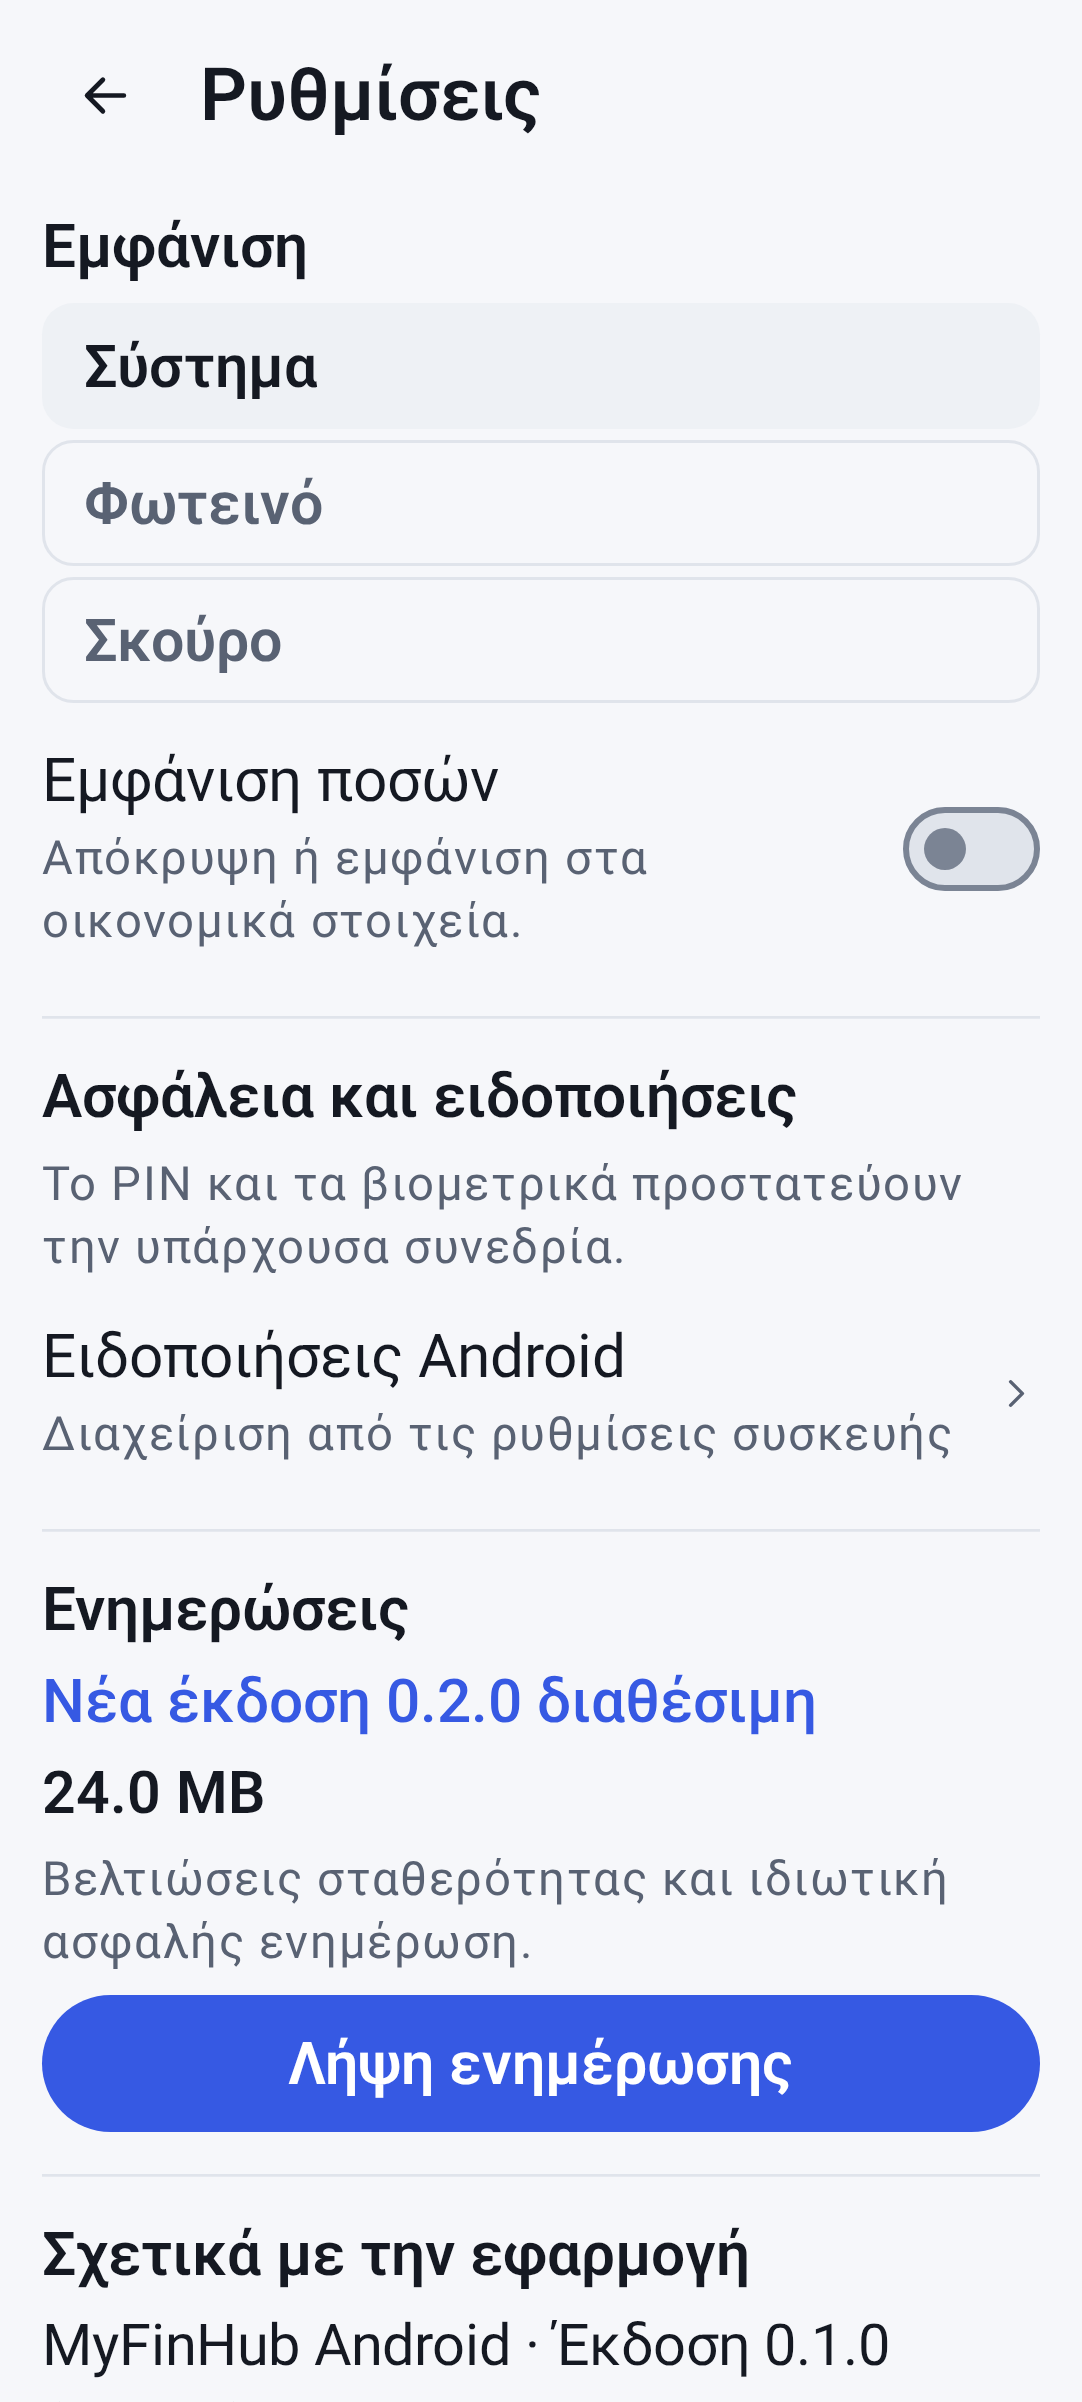 Ρυθμίσεις
Εμφάνιση
Σύστημα
Φωτεινό
Σκούρο
Εμφάνιση ποσών
Απόκρυψη ή εμφάνιση στα
οικονομικά στοιχεία.
Ασφάλεια και ειδοποιήσεις
Το PIN και τα βιομετρικά προστατεύουν
την υπάρχουσα συνεδρία.
Ειδοποιήσεις Android
Διαχείριση από τις ρυθμίσεις συσκευής
Ενημερώσεις
Νέα έκδοση 0.2.0 διαθέσιμη
24.0 MB
Βελτιώσεις σταθερότητας και ιδιωτική
ασφαλής ενημέρωση.
Λήψη ενημέρωσης
Σχετικά με την εφαρμογή
MyFinHub Android · Έκδοση 0.1.0